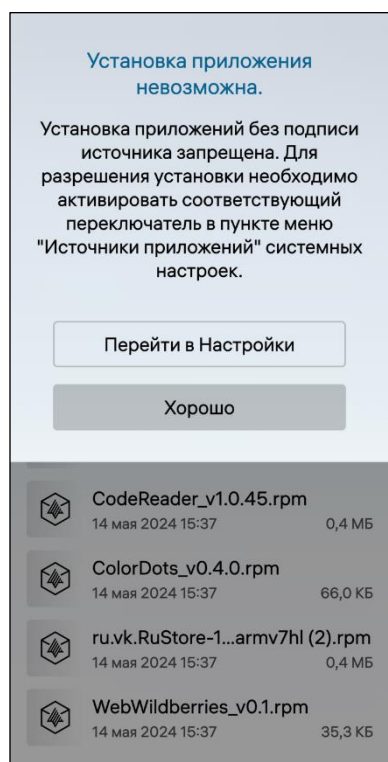 Установка приложения
невозможна.
Установка приложений без подписи
источника запрещена. Для
разрешения установки необходимо
активировать соответствующий
переключатель в пункте меню
"Источники приложений" системных
настроек.
Перейти в Настройки
Хорошо
CodeReader_v1.0.45.rpm
14 мая 2024 15:37 0,4 МБ
ColorDots_v0.4.0.rpm
14 мая 2024 15:37 66,0 КБ
ru.vk.RuStore-1...armv7hl (2).rpm
14 мая 2024 15:37 0,4 МБ
WebWildberries_v0.1.rpm
14 мая 2024 15:37 35,3 КБ